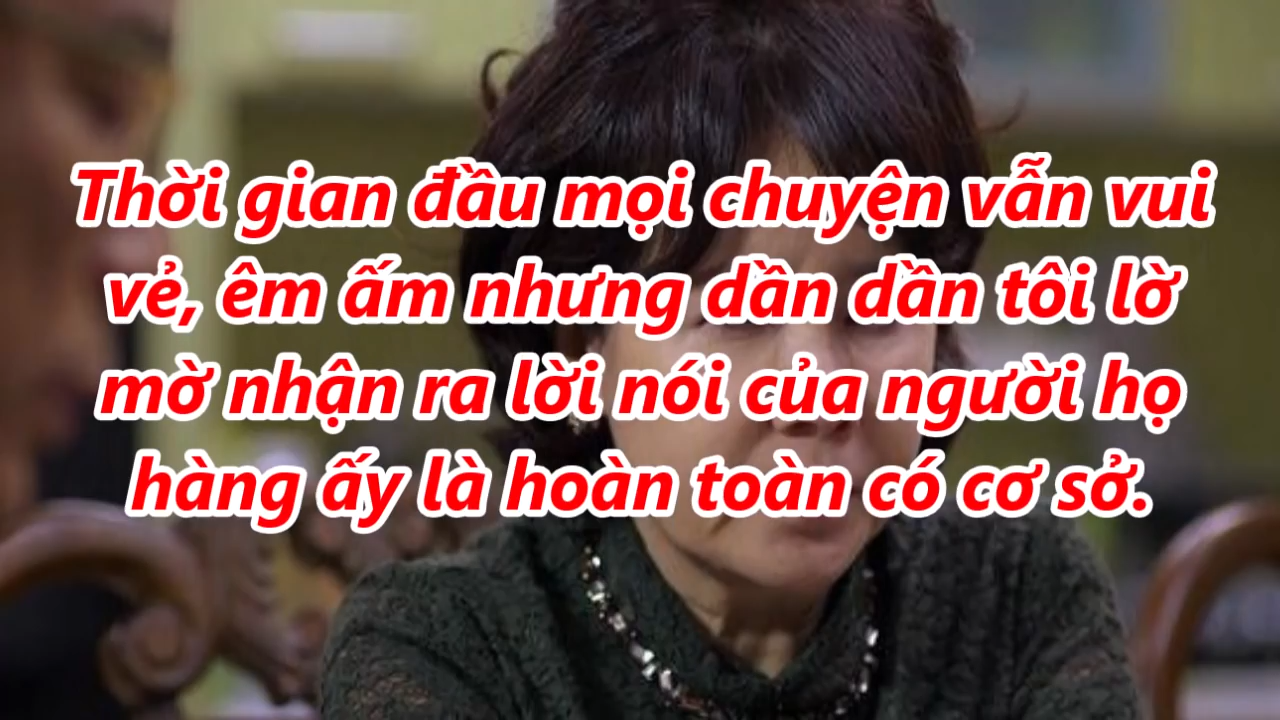 Thời gian đầu mọi chuyện vẫn vui
vẻ, êm ấm nhưng dần dần tôi lờ
mờ nhận ra lời nói của người họ
hàng ấy là hoàn toàn có cơ sở.